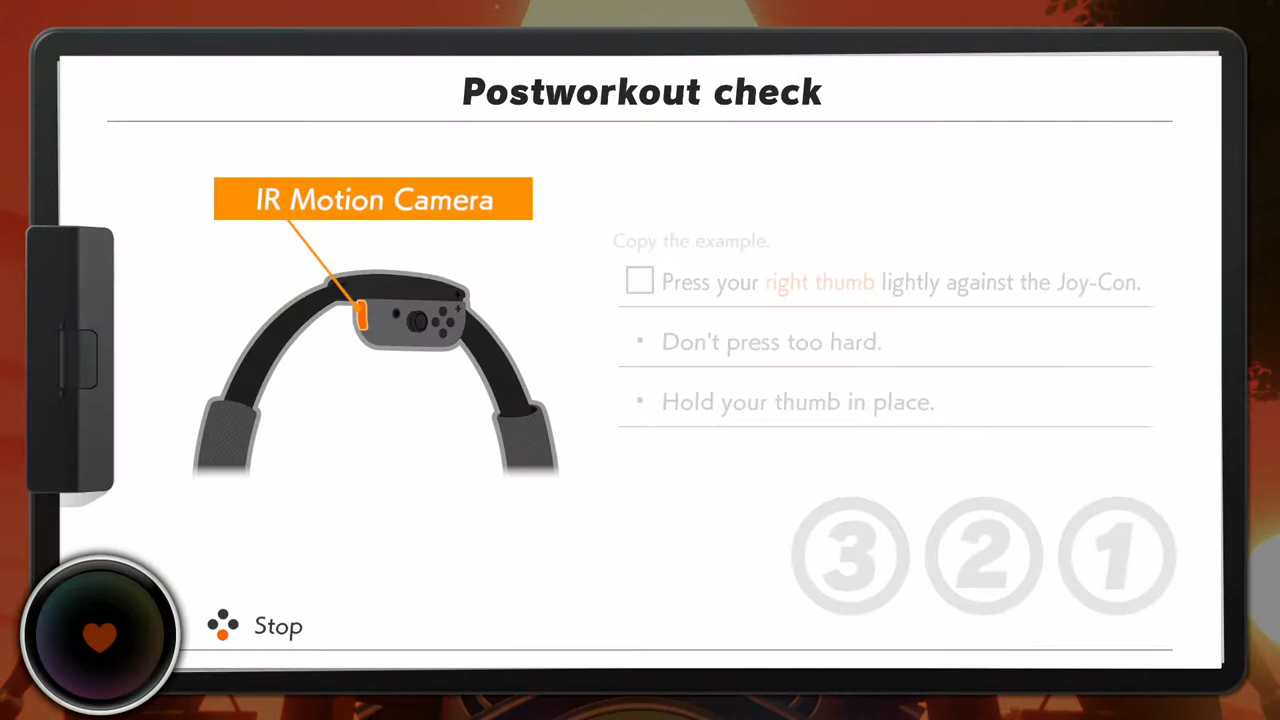 Postworkout check
IR Motion Camera
Copy the example.
Press your right thumb lightly against the Joy-Con.
• Don't press too hard.
• Hold your thumb in place.
3 2 1
Stop